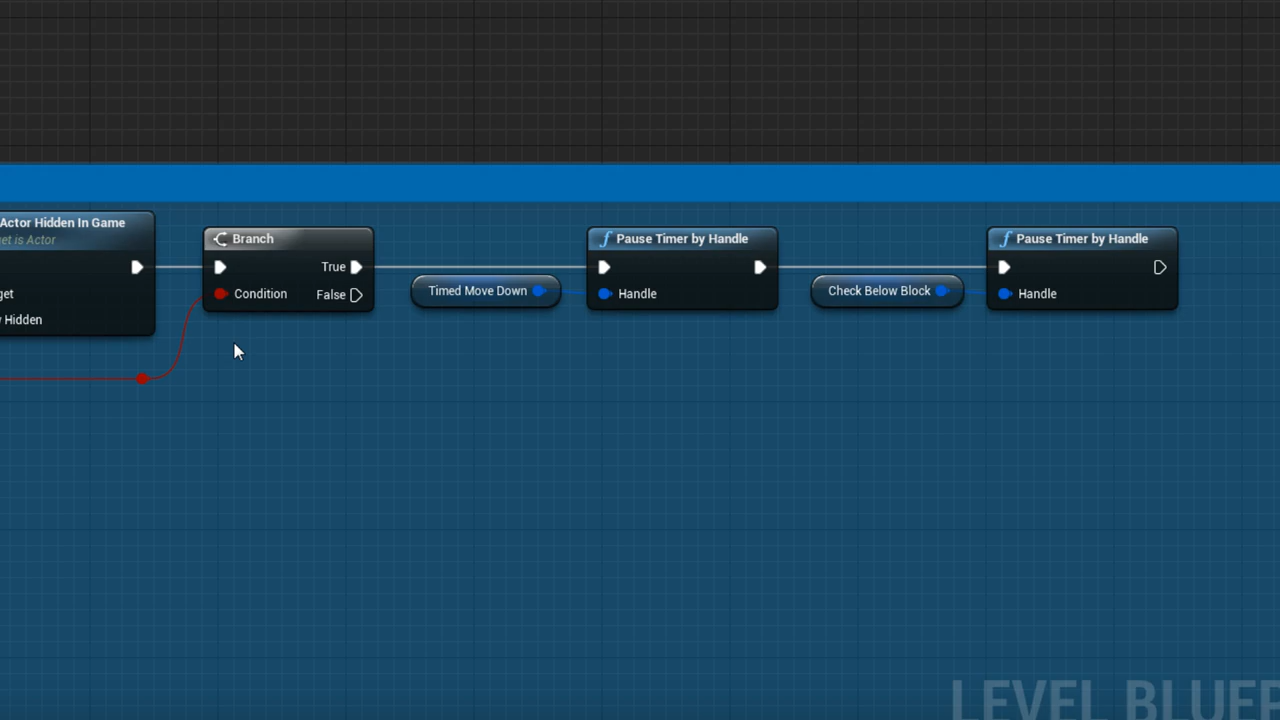 Actor Hidden In Game
get is Actor
get
Hidden
Branch
True
Condition
False
Timed Move Down
Pause Timer by Handle
Handle
Check Below Block
Pause Timer by Handle
Handle
LEVEL BLUEP